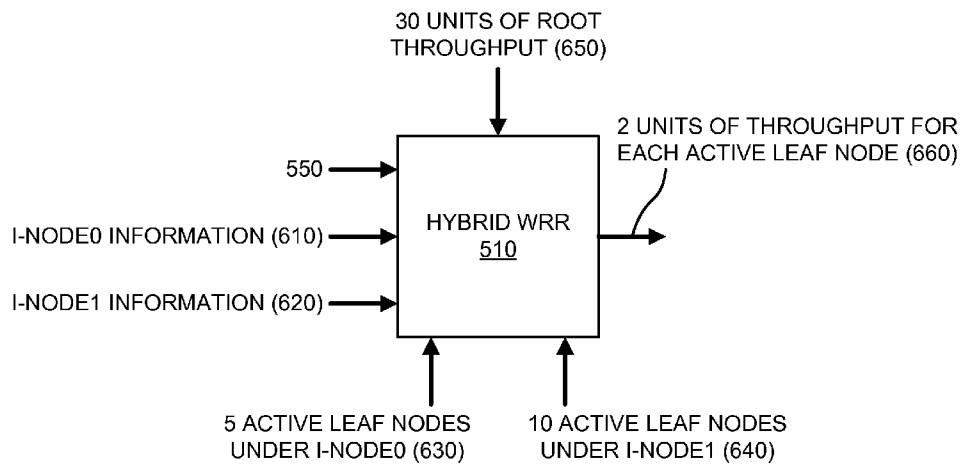 30 UNITS OF ROOT
THROUGHPUT (650)
2 UNITS OF THROUGHPUT FOR
EACH ACTIVE LEAF NODE (660)
550
I-NODE0 INFORMATION (610)
I-NODE1 INFORMATION (620)
HYBRID WRR
510
5 ACTIVE LEAF NODES
UNDER I-NODE0 (630)
10 ACTIVE LEAF NODES
UNDER I-NODE1 (640)